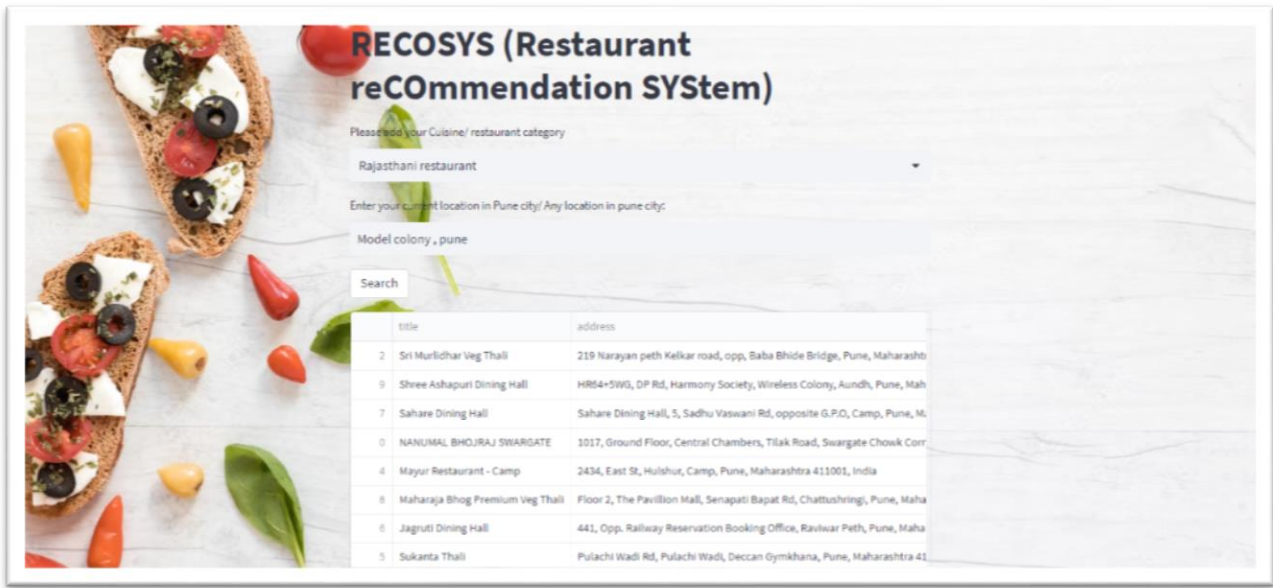 RECOSYS (Restaurant
reCOmmendation SYStem)
Please add your Cuisine/ restaurant category
Rajasthani restaurant
Enter your current location in Pune city/ Any location in pune city:
Model colony , pune
Search
title address
2 Sri Murlidhar Veg Thali 219 Narayan peth Kelkar road, opp, Baba Bhide Bridge, Pune, Maharasht
9 Shree Ashapuri Dining Hall HR64+5WG, DP Rd, Harmony Society, Wireless Colony, Aundh, Pune, Mah
7 Sahare Dining Hall Sahare Dining Hall, 5, Sadhu Vaswani Rd, opposite G.P.O, Camp, Pune, M
0 NANUMAL BHOJRAJ SWARGATE 1017, Ground Floor, Central Chambers, Tilak Road, Swargate Chowk Corr
4 Mayur Restaurant - Camp 2434, East St, Hulshur, Camp, Pune, Maharashtra 411001, India
8 Maharaja Bhog Premium Veg Thali Floor 2, The Pavillion Mall, Senapati Bapat Rd, Chattushringi, Pune, Maha
6 Jagruti Dining Hall 441, Opp. Railway Reservation Booking Office, Raviwar Peth, Pune, Maha
5 Sukanta Thali Pulachi Wadi Rd, Pulachi Wadi, Deccan Gymkhana, Pune, Maharashtra 41